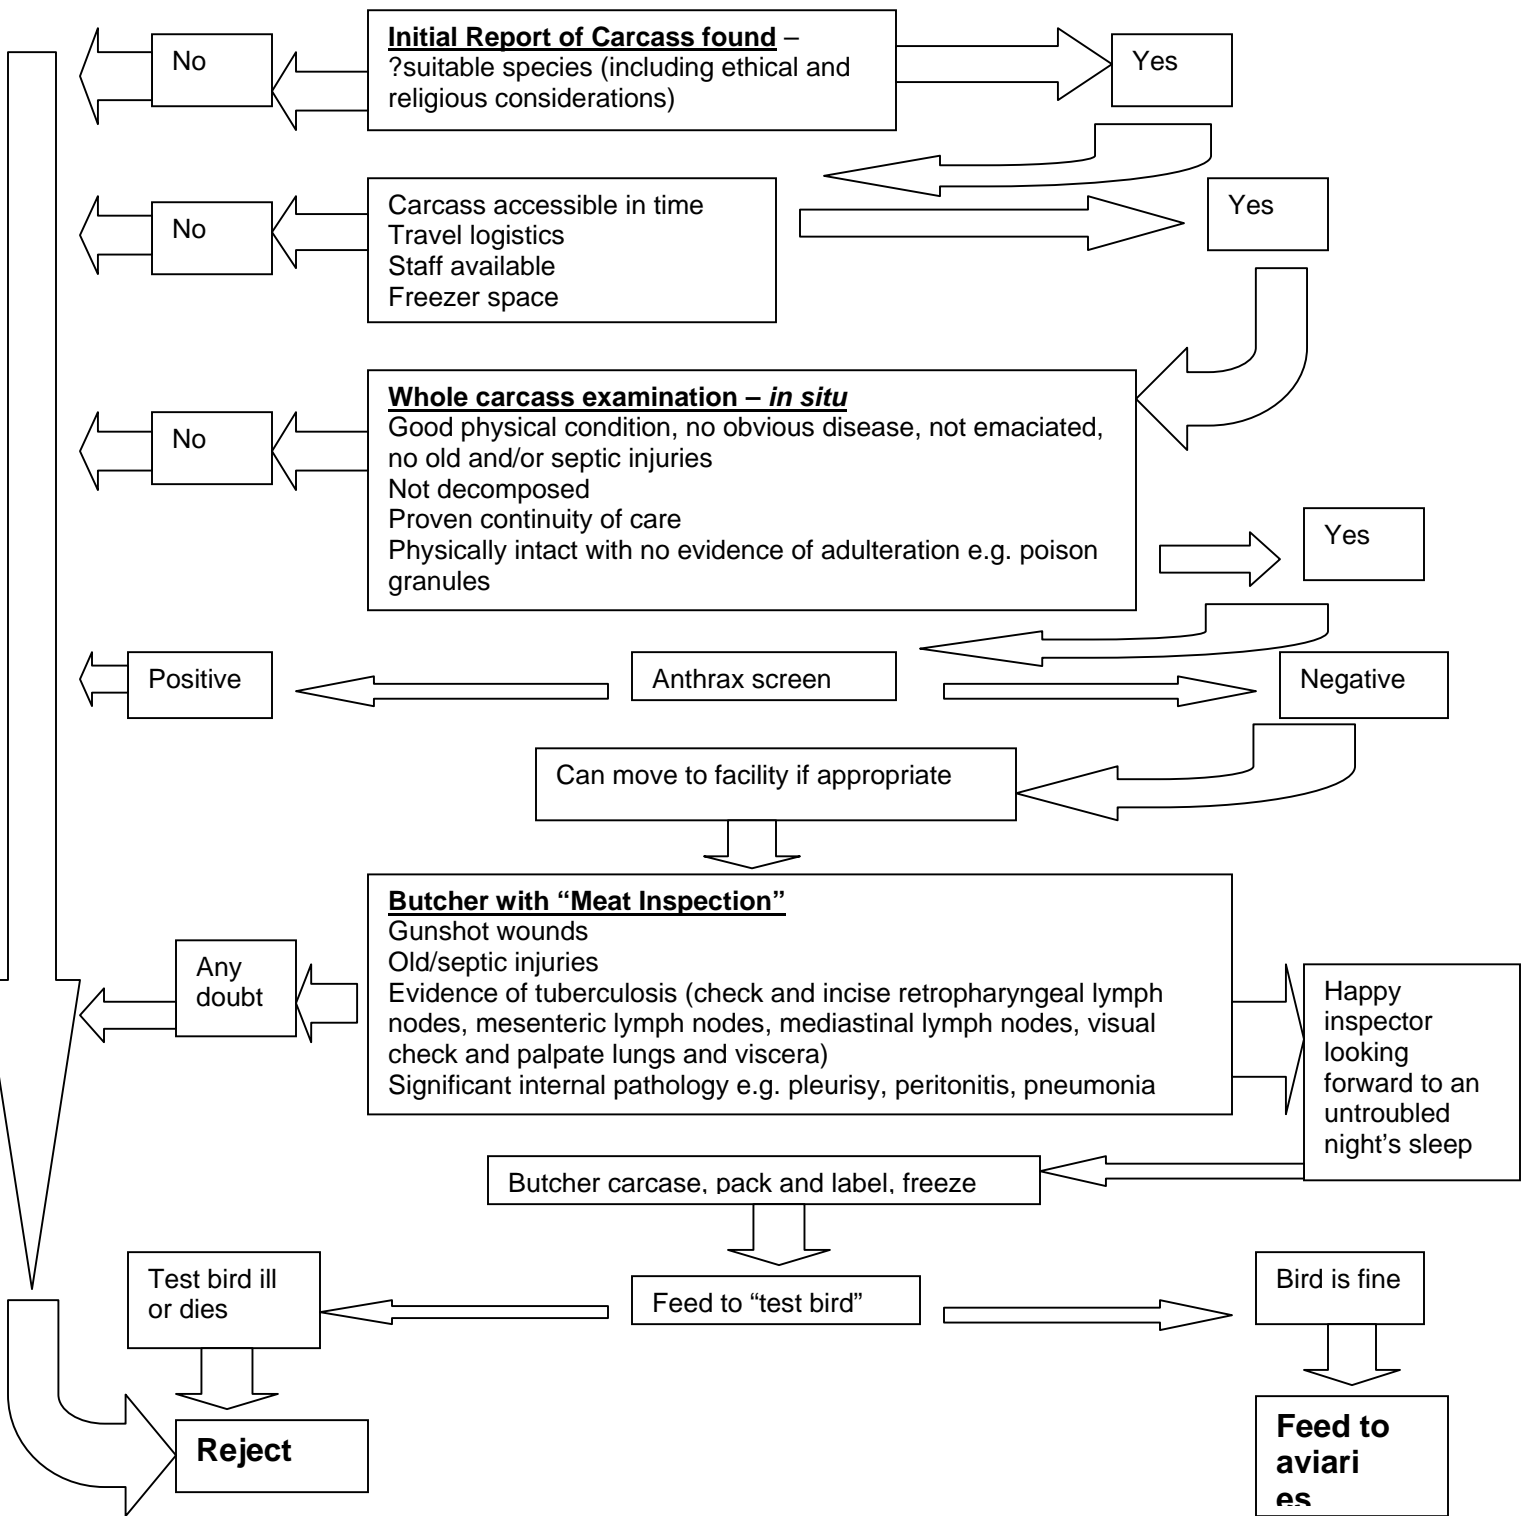 Initial Report of Carcass found –
?suitable species (including ethical and
religious considerations)
No
Yes
Carcass accessible in time
Travel logistics
Staff available
Freezer space
No
Yes
Whole carcass examination – in situ
Good physical condition, no obvious disease, not emaciated,
no old and/or septic injuries
Not decomposed
Proven continuity of care
Physically intact with no evidence of adulteration e.g. poison
granules
No
Yes
Positive
Anthrax screen
Negative
Can move to facility if appropriate
Butcher with “Meat Inspection”
Gunshot wounds
Old/septic injuries
Evidence of tuberculosis (check and incise retropharyngeal lymph
nodes, mesenteric lymph nodes, mediastinal lymph nodes, visual
check and palpate lungs and viscera)
Significant internal pathology e.g. pleurisy, peritonitis, pneumonia
Any
doubt
Happy
inspector
looking
forward to an
untroubled
night’s sleep
Butcher carcase, pack and label, freeze
Test bird ill
or dies
Feed to “test bird”
Bird is fine
Reject
Feed to
aviari
es